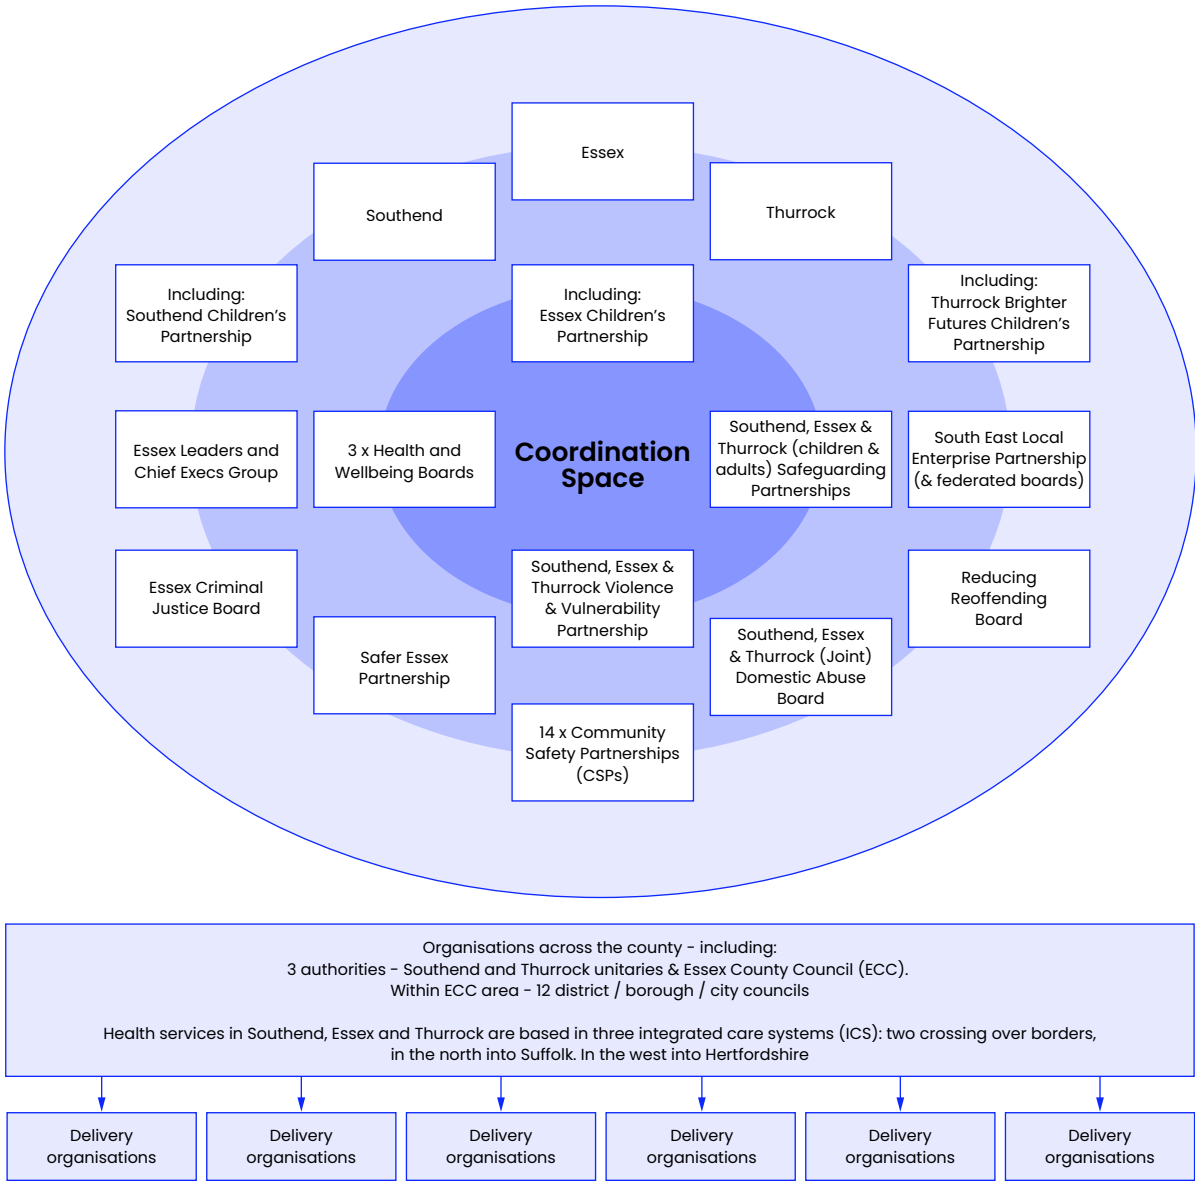 Essex
Southend
Thurrock
Including:
Southend Children’s
Partnership
Including:
Essex Children’s
Partnership
Including:
Thurrock Brighter
Futures Children’s
Partnership
Essex Leaders and
Chief Execs Group
3 x Health and
Wellbeing Boards
Coordination
Space
Southend, Essex &
Thurrock (children &
adults) Safeguarding
Partnerships
South East Local
Enterprise Partnership
(& federated boards)
Essex Criminal
Justice Board
Southend, Essex &
Thurrock Violence
& Vulnerability
Partnership
Reducing
Reoffending
Board
Safer Essex
Partnership
Southend, Essex
& Thurrock (Joint)
Domestic Abuse
Board
14 x Community
Safety Partnerships
(CSPs)
Organisations across the county - including:
3 authorities - Southend and Thurrock unitaries & Essex County Council (ECC).
Within ECC area - 12 district / borough / city councils
Health services in Southend, Essex and Thurrock are based in three integrated care systems (ICS): two crossing over borders,
in the north into Suffolk. In the west into Hertfordshire
Delivery
organisations
Delivery
organisations
Delivery
organisations
Delivery
organisations
Delivery
organisations
Delivery
organisations